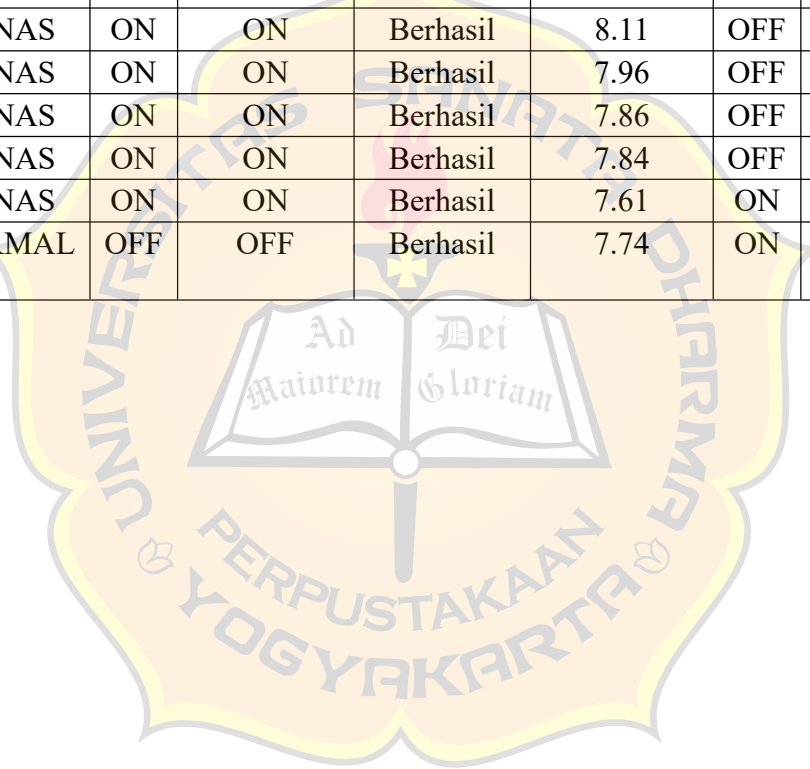 NAS ON ON Berhasil 8.11 OFF
NAS ON ON Berhasil 7.96 OFF
NAS ON ON Berhasil 7.86 OFF
NAS ON ON Berhasil 7.84 OFF
NAS ON ON Berhasil 7.61 ON
RMAL OFF OFF Berhasil 7.74 ON
UNIVERSITAS SANATA DHARMA
Ad Dei
Maiorem Gloriam
PERPUSTAKAAN
YOGYAKARTA